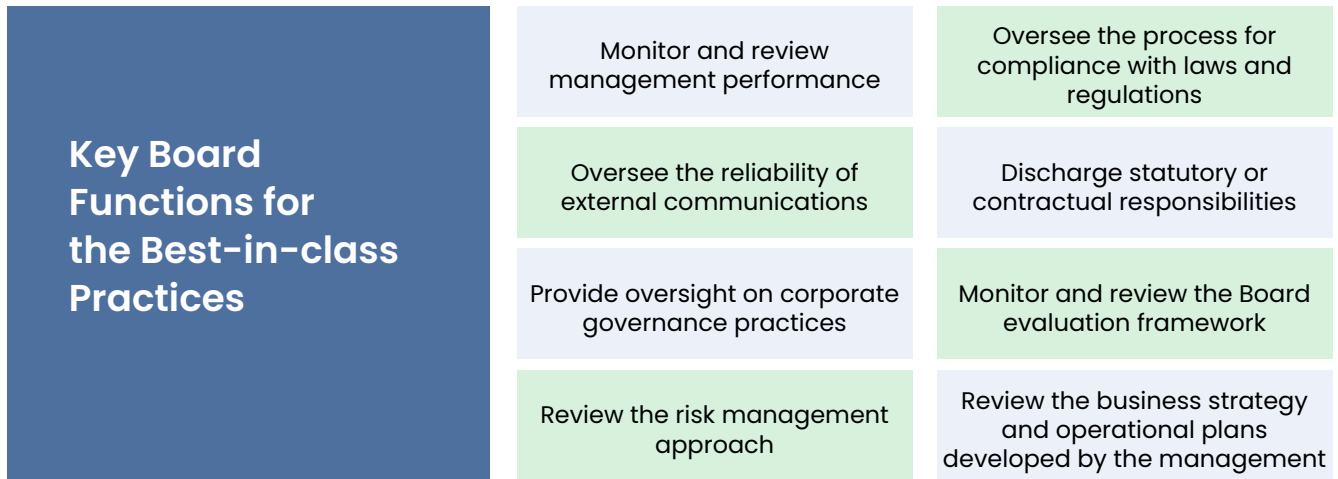 Key Board
Functions for
the Best-in-class
Practices
Monitor and review
management performance
Oversee the process for
compliance with laws and
regulations
Oversee the reliability of
external communications
Discharge statutory or
contractual responsibilities
Provide oversight on corporate
governance practices
Monitor and review the Board
evaluation framework
Review the risk management
approach
Review the business strategy
and operational plans
developed by the management